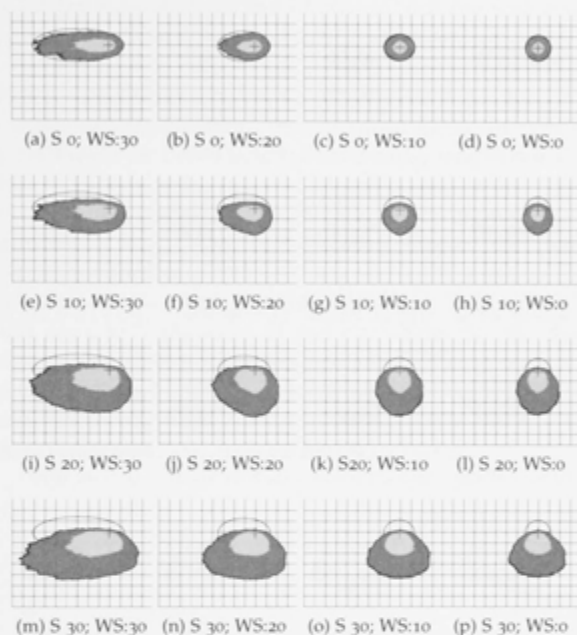 (a) S 0; WS:30 (b) S 0; WS:20 (c) S 0; WS:10 (d) S 0; WS:0
(e) S 10; WS:30 (f) S 10; WS:20 (g) S 10; WS:10 (h) S 10; WS:0
(i) S 20; WS:30 (j) S 20; WS:20 (k) S20; WS:10 (l) S 20; WS:0
(m) S 30; WS:30 (n) S 30; WS:20 (o) S 30; WS:10 (p) S 30; WS:0